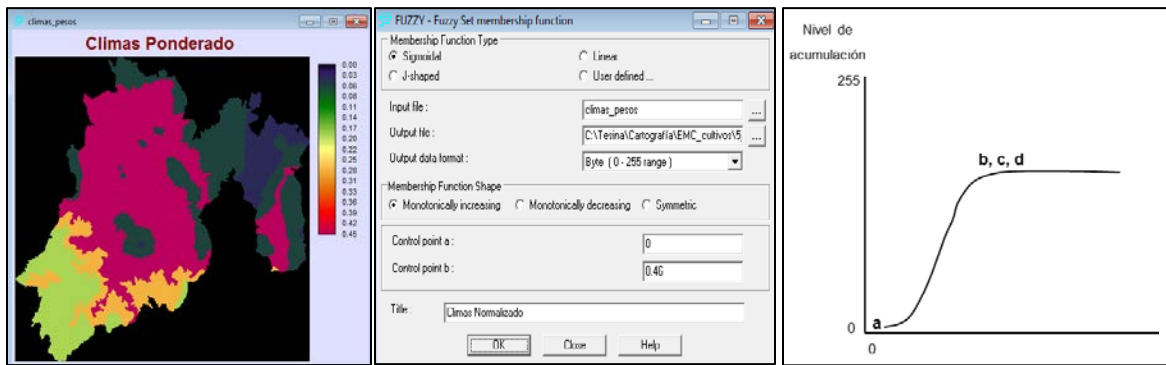 climas_pesos
Climas Ponderado
0.00
0.03
0.06
0.08
0.11
0.14
0.17
0.20
0.22
0.25
0.28
0.31
0.33
0.36
0.39
0.42
0.45
FUZZY - Fuzzy Set membership function
Membership Function Type
Sigmoidal
Linear
J-shaped
User defined ...
Input file :
climas_pesos
...
Output file :
C:\Tesina\Cartografía\EMC_cultivos\5_
...
Output data format :
Byte ( 0 - 255 range )
Membership Function Shape
Monotonically increasing
Monotonically decreasing
Symmetric
Control point a :
0
Control point b :
0.46
Title :
Climas Normalizado
OK
Close
Help
Nivel de
acumulación
255
b, c, d
a
0
0